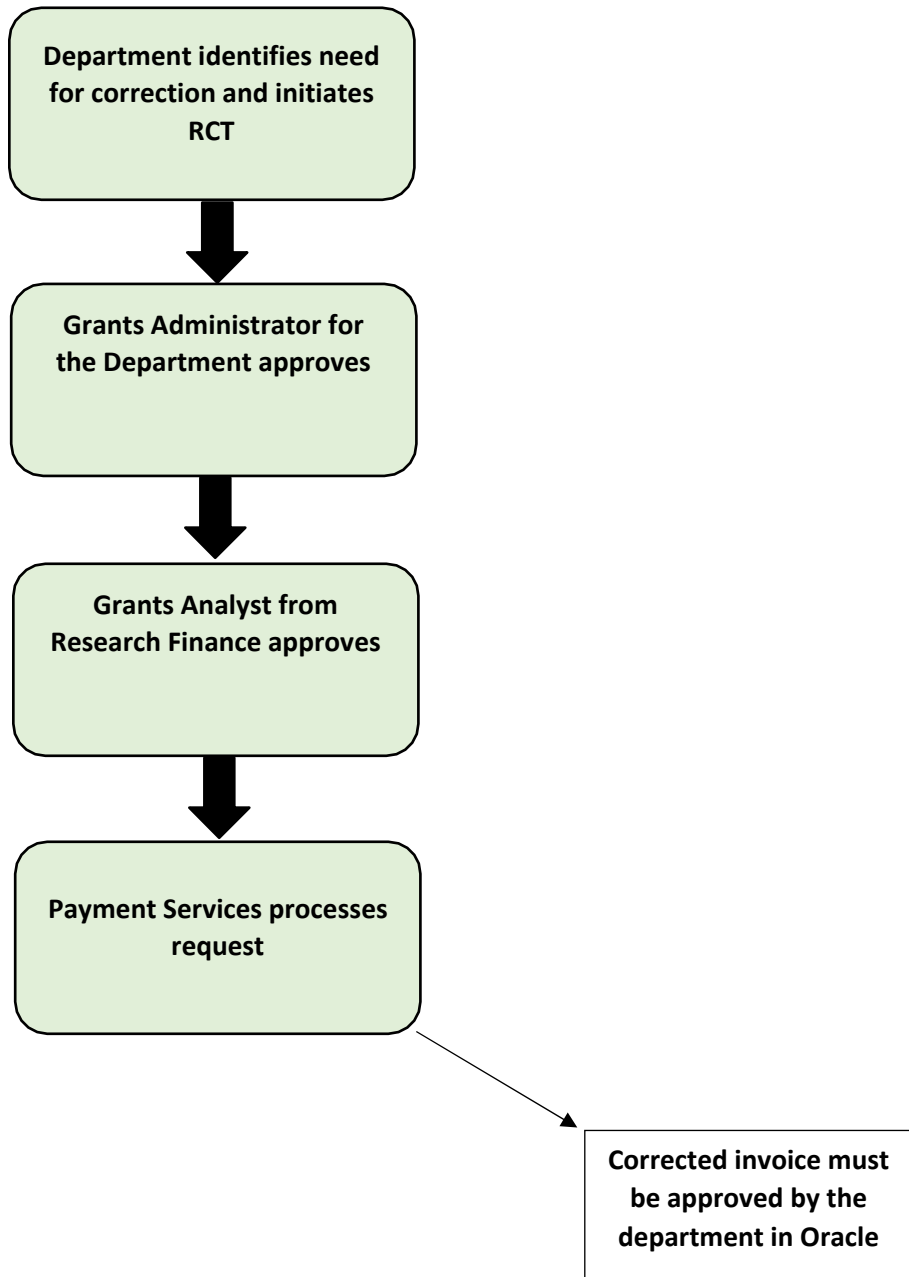 Department identifies need
for correction and initiates
RCT
Grants Administrator for
the Department approves
Grants Analyst from
Research Finance approves
Payment Services processes
request
Corrected invoice must
be approved by the
department in Oracle